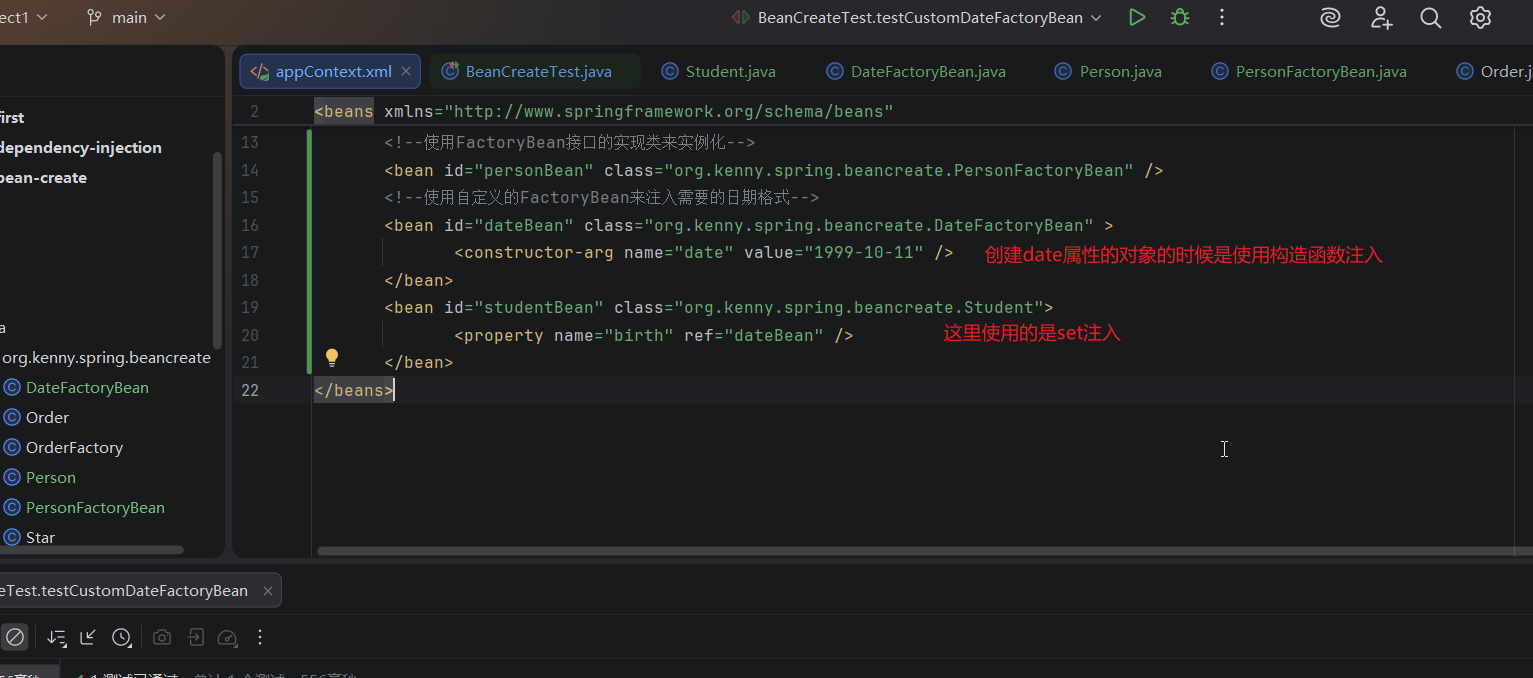 ect1
main
BeanCreateTest.testCustomDateFactoryBean
appContext.xml
BeanCreateTest.java
Student.java
DateFactoryBean.java
Person.java
PersonFactoryBean.java
Order.j
first
dependency-injection
bean-create
a
org.kenny.spring.beancreate
DateFactoryBean
Order
OrderFactory
Person
PersonFactoryBean
Star
2 <beans xmlns="http://www.springframework.org/schema/beans"
13 <!--使用FactoryBean接口的实现类来实例化-->
14 <bean id="personBean" class="org.kenny.spring.beancreate.PersonFactoryBean" />
15 <!--使用自定义的FactoryBean来注入需要的日期格式-->
16 <bean id="dateBean" class="org.kenny.spring.beancreate.DateFactoryBean" >
17 <constructor-arg name="date" value="1999-10-11" /> 创建date属性的对象的时候是使用构造函数注入
18 </bean>
19 <bean id="studentBean" class="org.kenny.spring.beancreate.Student">
20 <property name="birth" ref="dateBean" /> 这里使用的是set注入
21 </bean>
22 </beans>
eTest.testCustomDateFactoryBean